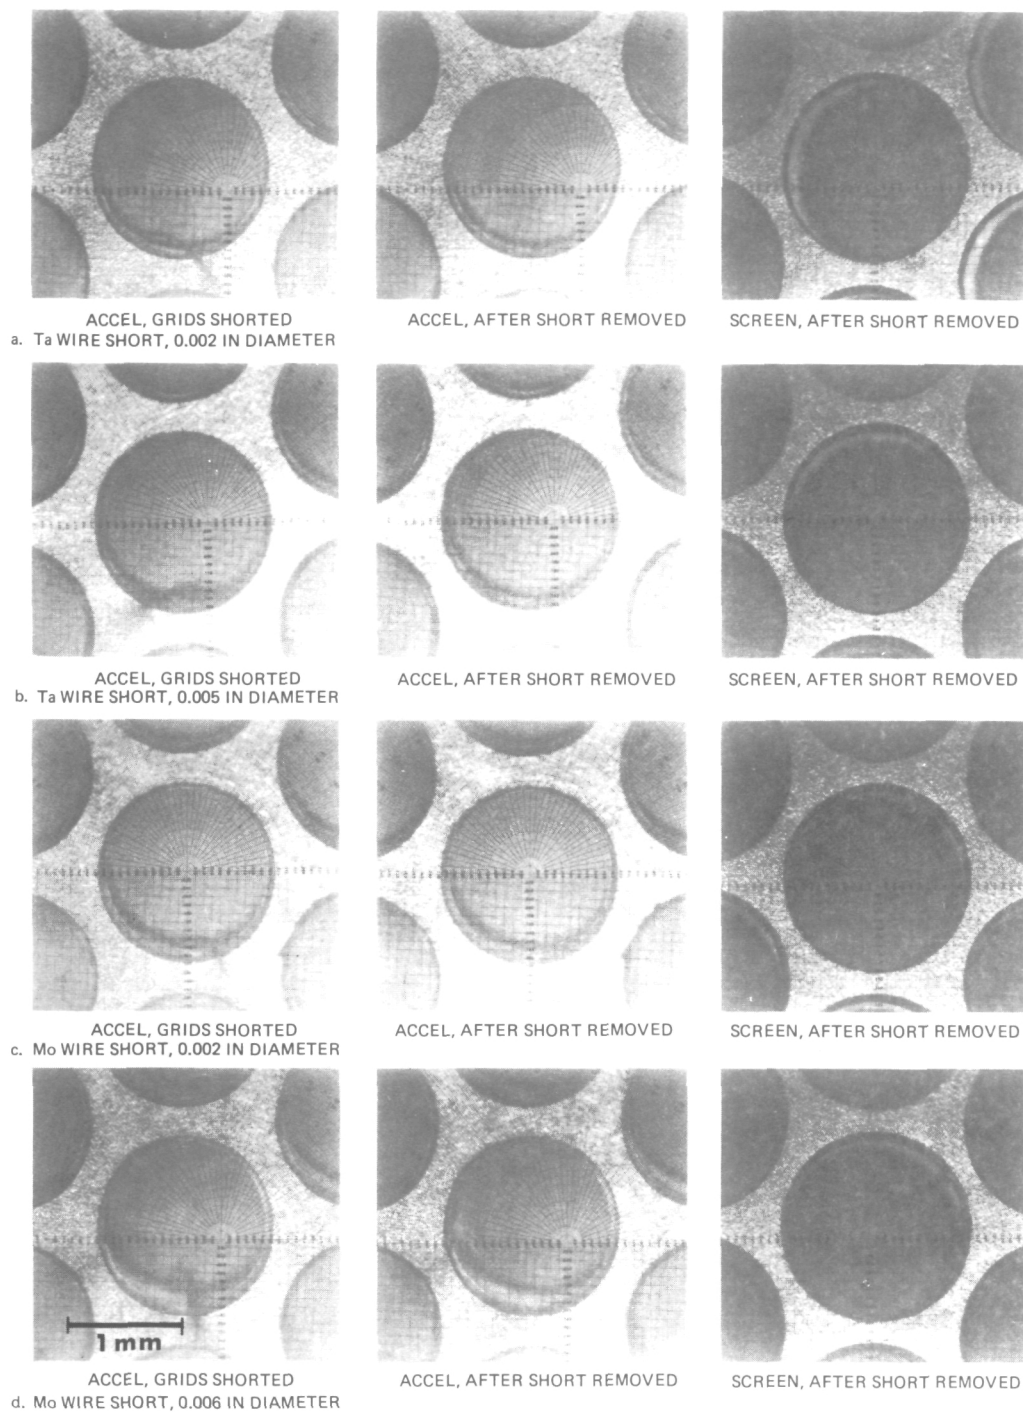 ACCEL, GRIDS SHORTED
ACCEL, AFTER SHORT REMOVED
SCREEN, AFTER SHORT REMOVED
a. Ta WIRE SHORT, 0.002 IN DIAMETER
ACCEL, GRIDS SHORTED
ACCEL, AFTER SHORT REMOVED
SCREEN, AFTER SHORT REMOVED
b. Ta WIRE SHORT, 0.005 IN DIAMETER
ACCEL, GRIDS SHORTED
ACCEL, AFTER SHORT REMOVED
SCREEN, AFTER SHORT REMOVED
c. Mo WIRE SHORT, 0.002 IN DIAMETER
1 mm
ACCEL, GRIDS SHORTED
ACCEL, AFTER SHORT REMOVED
SCREEN, AFTER SHORT REMOVED
d. Mo WIRE SHORT, 0.006 IN DIAMETER